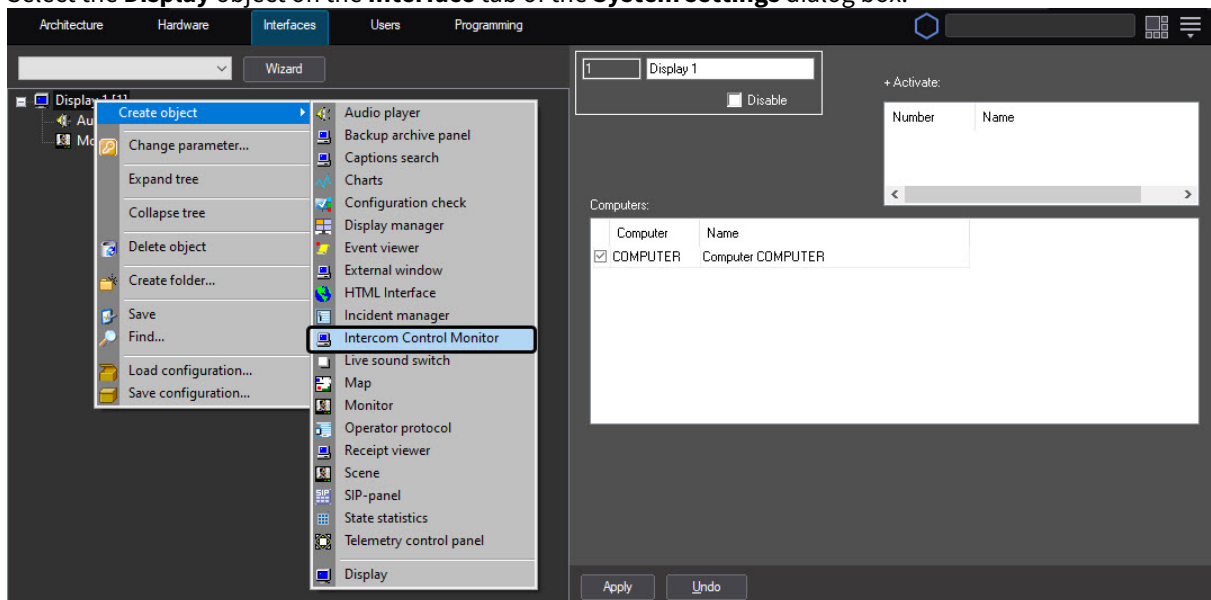 Select the Display object on the Interface tab of the System settings dialog box.
Architecture Hardware Interfaces Users Programming
Wizard
Display 1 [1]
Au
Mo
Create object
Change parameter...
Expand tree
Collapse tree
Delete object
Create folder...
Save
Find...
Load configuration...
Save configuration...
Audio player
Backup archive panel
Captions search
Charts
Configuration check
Display manager
Event viewer
External window
HTML Interface
Incident manager
Intercom Control Monitor
Live sound switch
Map
Monitor
Operator protocol
Receipt viewer
Scene
SIP-panel
State statistics
Telemetry control panel
Display
1 Display 1
Disable
+ Activate:
Number Name
Computers:
Computer Name
COMPUTER Computer COMPUTER
Apply Undo